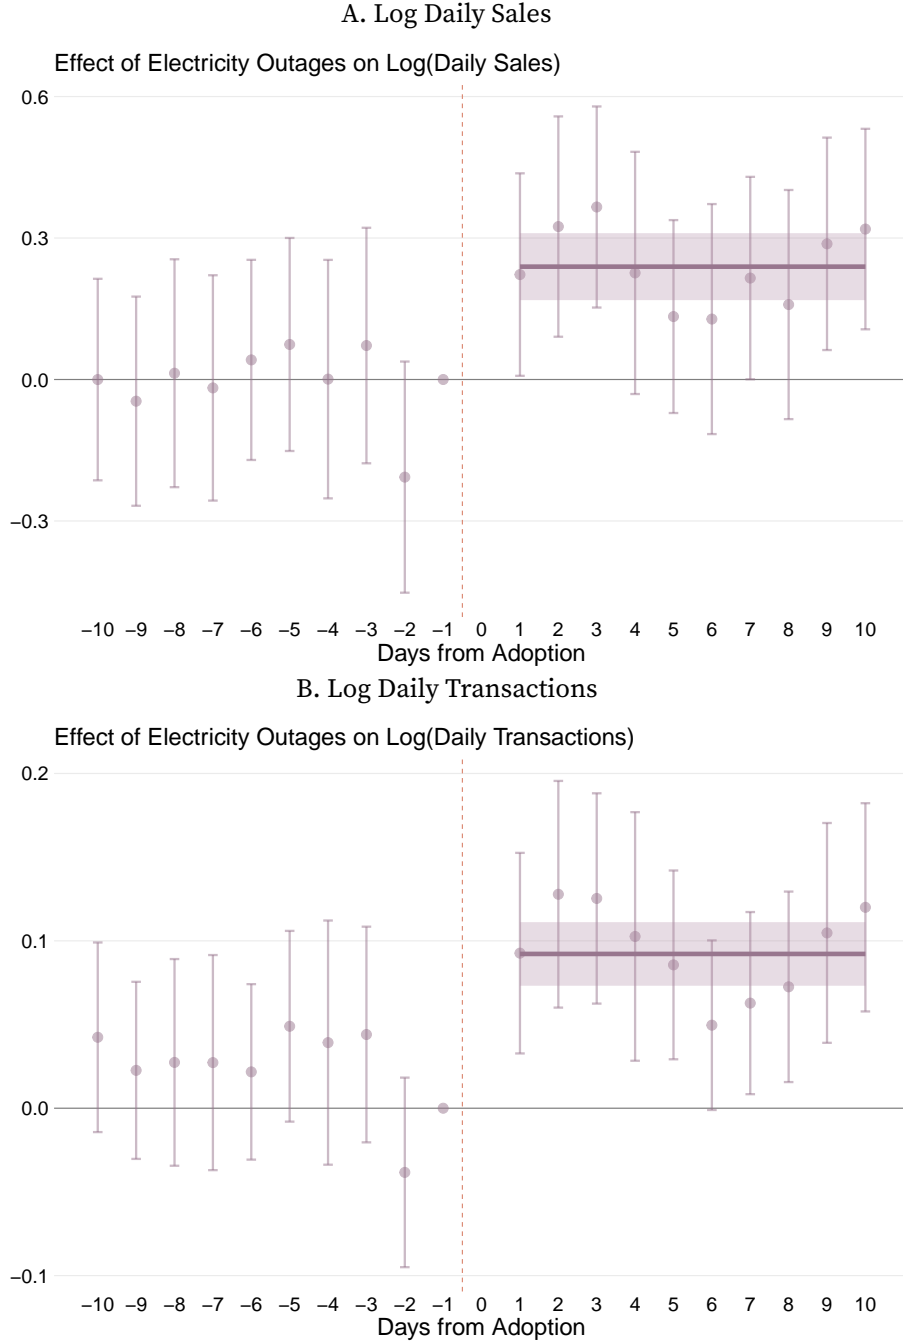 A. Log Daily Sales
Effect of Electricity Outages on Log(Daily Sales)
0.6
0.3
0.0
−0.3
−10 −9 −8 −7 −6 −5 −4 −3 −2 −1 0 1 2 3 4 5 6 7 8 9 10
Days from Adoption
B. Log Daily Transactions
Effect of Electricity Outages on Log(Daily Transactions)
0.2
0.1
0.0
−0.1
−10 −9 −8 −7 −6 −5 −4 −3 −2 −1 0 1 2 3 4 5 6 7 8 9 10
Days from Adoption